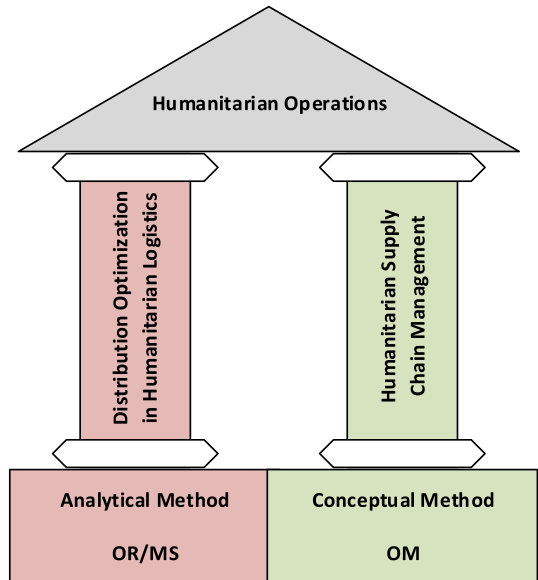 Humanitarian Operations
Distribution Optimization
in Humanitarian Logistics
Humanitarian Supply
Chain Management
Analytical Method
OR/MS
Conceptual Method
OM